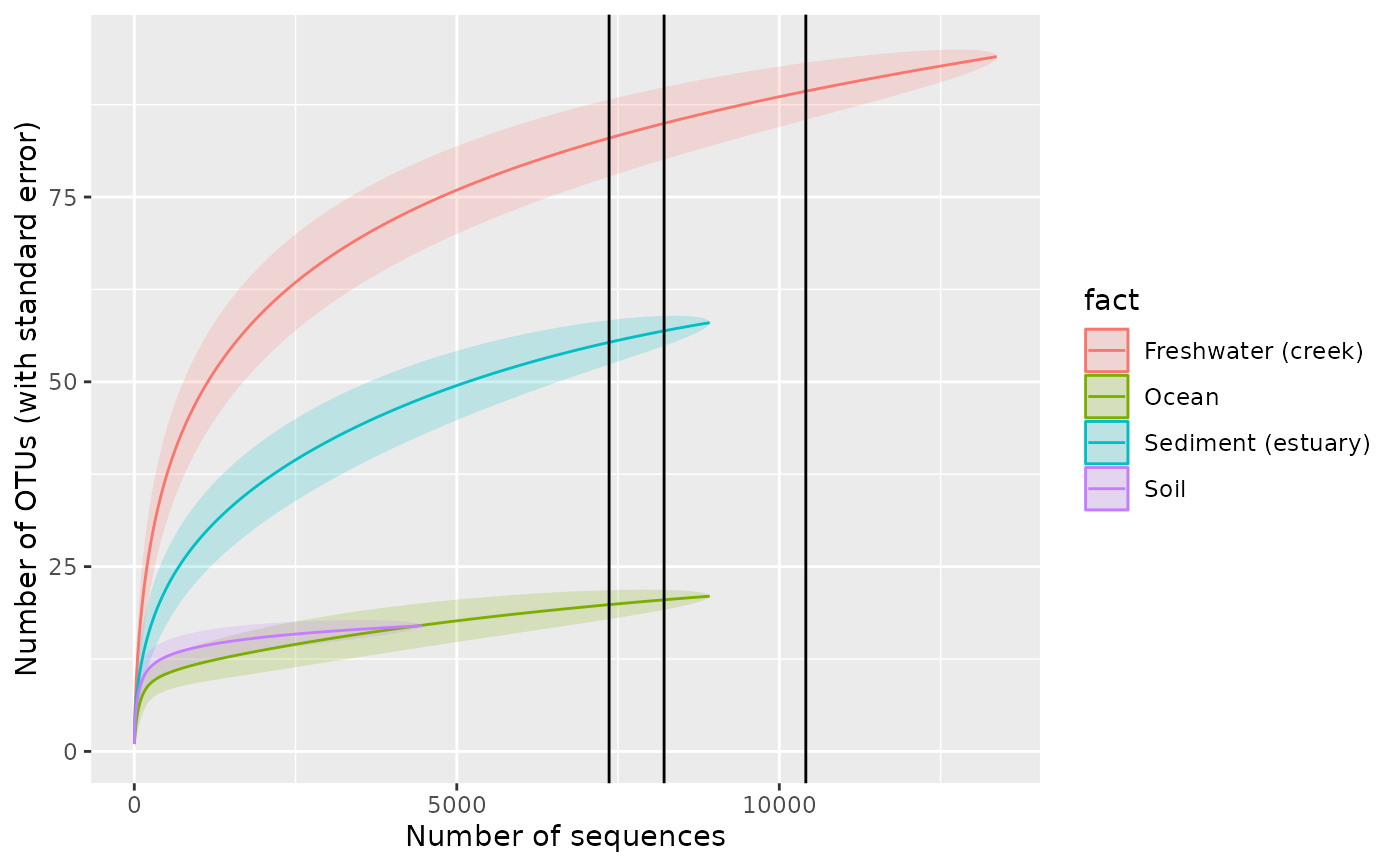 Number of OTUs (with standard error)
75
50
25
0
0 5000 10000
Number of sequences
fact
Freshwater (creek)
Ocean
Sediment (estuary)
Soil